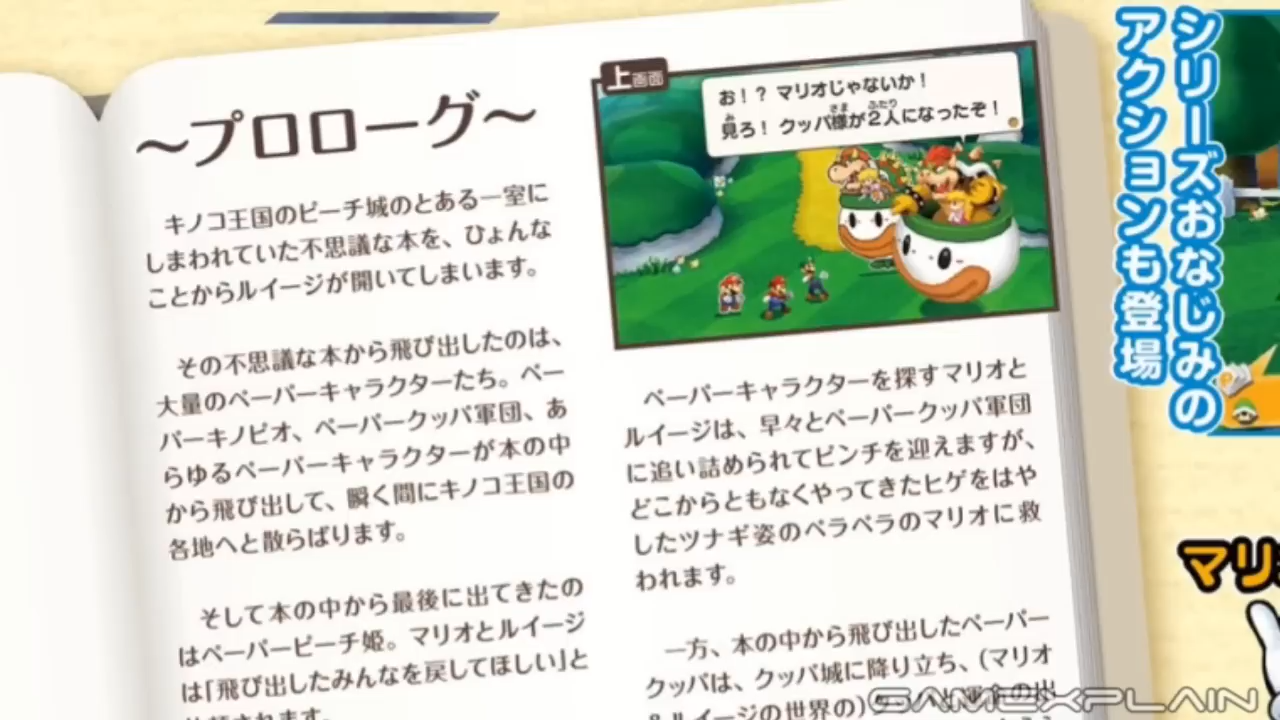 ～プロローグ～
キノコ王国のピーチ城のとある一室に
しまわれていた不思議な本を、ひょんな
ことからルイージが開いてしまいます。
その不思議な本から飛び出したのは、
大量のペーパーキャラクターたち。ペー
パーキノピオ、ペーパークッパ軍団、あ
らゆるペーパーキャラクターが本の中
から飛び出して、瞬く間にキノコ王国の
各地へと散らばります。
そして本の中から最後に出てきたの
はペーパーピーチ姫。マリオとルイージ
は「飛び出したみんなを戻してほしい」と
上画面
お！？ マリオじゃないか！
見ろ！ クッパ様が2人になったぞ！
ペーパーキャラクターを探すマリオと
ルイージは、早々とペーパークッパ軍団
に追い詰められてピンチを迎えますが、
どこからともなくやってきたヒゲをはや
したツナギ姿のペラペラのマリオに救
われます。
一方、本の中から飛び出したペーパー
クッパは、クッパ城に降り立ち、（マリオ
&ルイージの世界の）
シリーズおなじみの
アクションも登場
マリ
GAMEXPLAIN